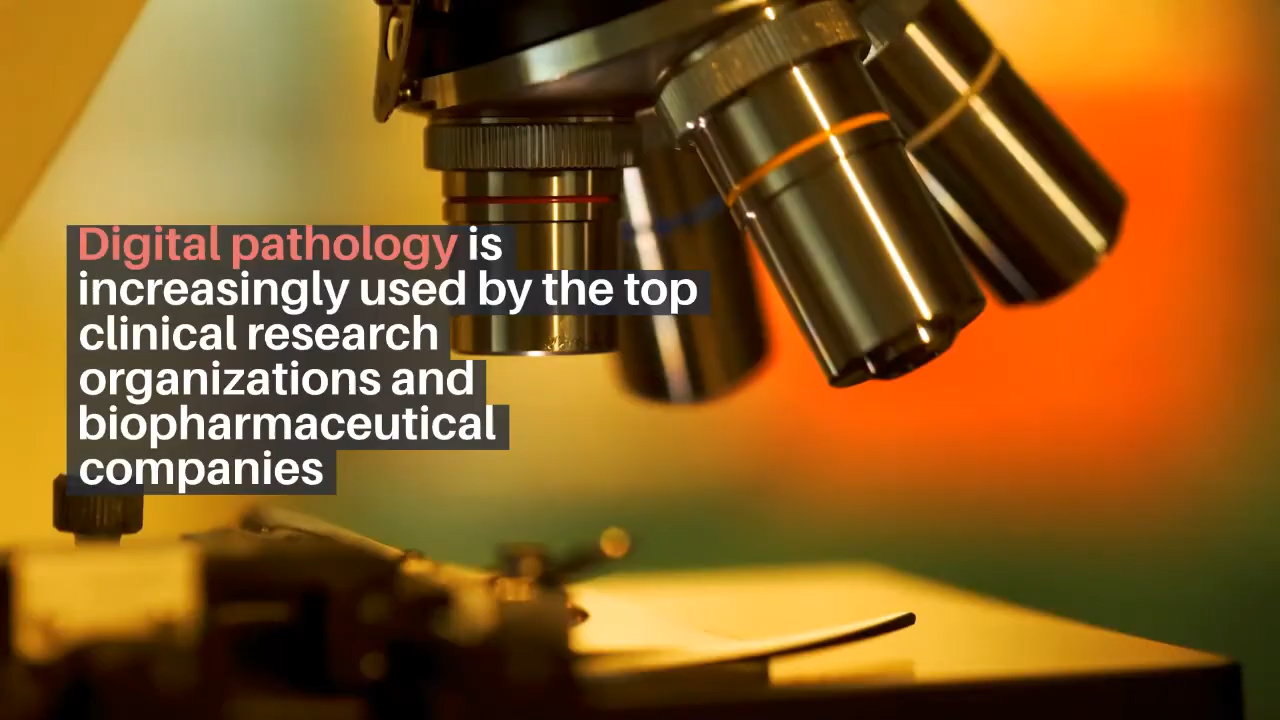 Digital pathology is
increasingly used by the top
clinical research
organizations and
biopharmaceutical
companies